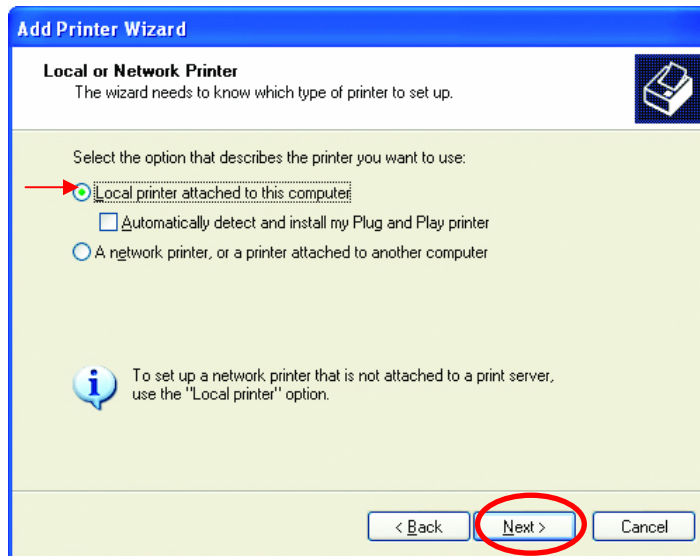 Add Printer Wizard
Local or Network Printer
The wizard needs to know which type of printer to set up.
Select the option that describes the printer you want to use:
Local printer attached to this computer
Automatically detect and install my Plug and Play printer
A network printer, or a printer attached to another computer
To set up a network printer that is not attached to a print server,
use the "Local printer" option.
< Back
Next >
Cancel